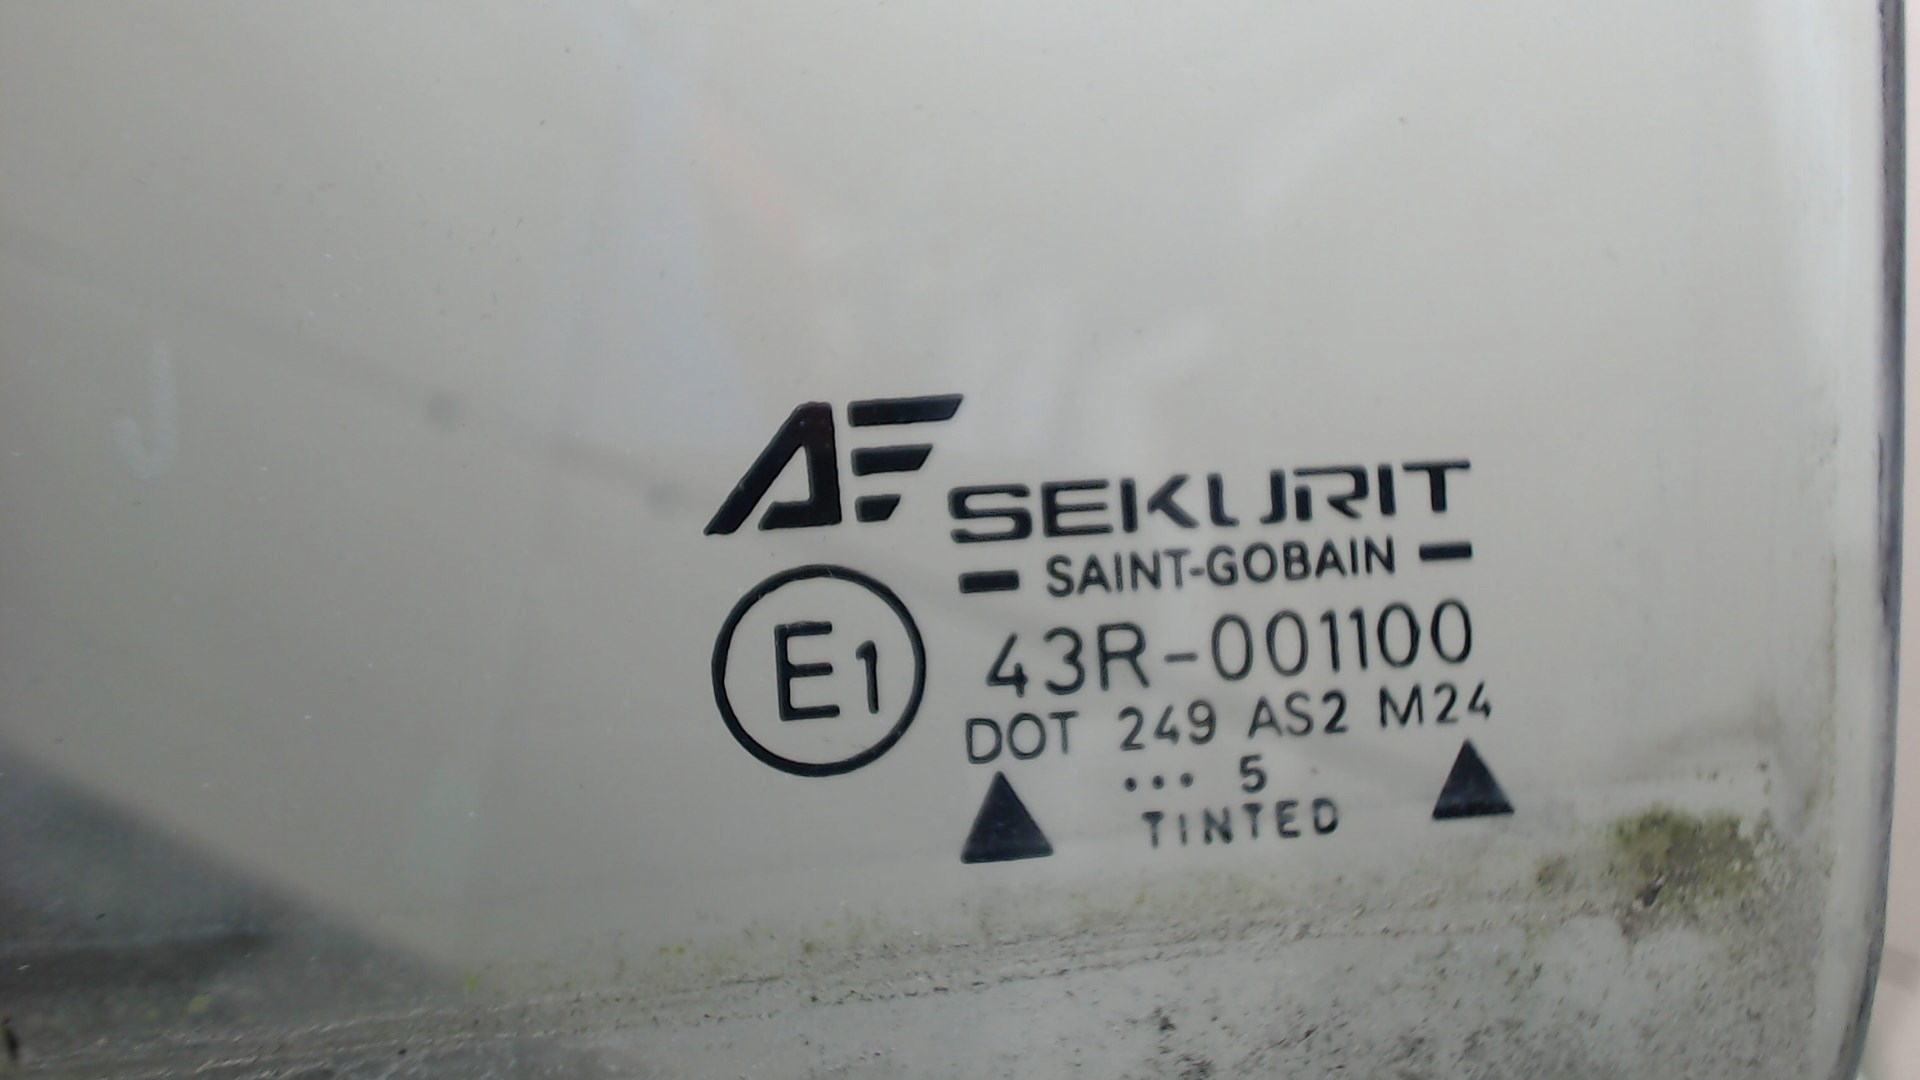 AF
SEKURIT
SAINT-GOBAIN
E1
43R-001100
DOT 249 AS2 M24
... 5
TINTED